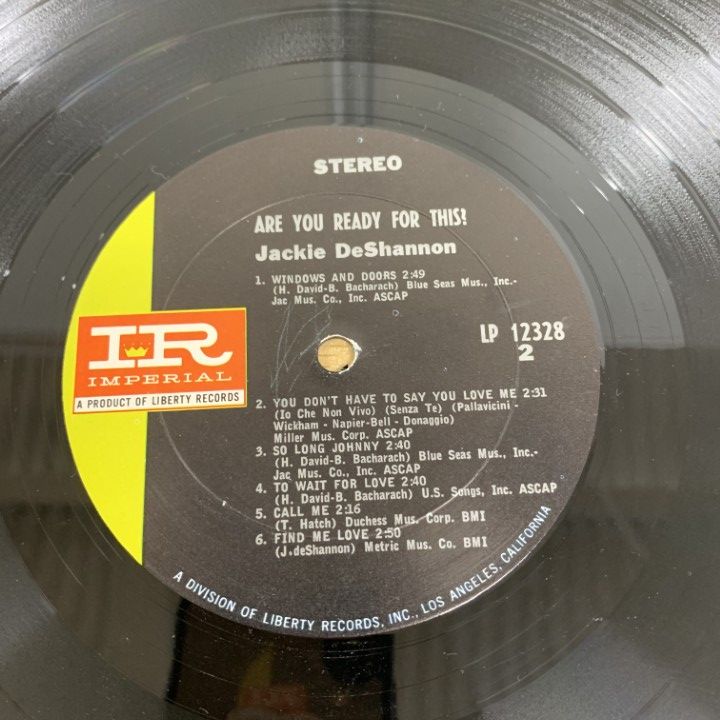 STEREO
ARE YOU READY FOR THIS?
Jackie DeShannon
1. WINDOWS AND DOORS 2:49
(H. David-B. Bacharach) Blue Seas Mus., Inc.-
Jac Mus. Co., Inc. ASCAP
LP 12328
2
IR
IMPERIAL
A PRODUCT OF LIBERTY RECORDS
2. YOU DON'T HAVE TO SAY YOU LOVE ME 2:31
(Io Che Non Vivo) (Senza Te) (Pallavicini -
Wickham - Napier-Bell - Donaggio)
Miller Mus. Corp. ASCAP
3. SO LONG JOHNNY 2:40
(H. David-B. Bacharach) Blue Seas Mus., Inc.-
Jac Mus. Co., Inc. ASCAP
4. TO WAIT FOR LOVE 2:40
(H. David-B. Bacharach) U.S. Songs, Inc. ASCAP
5. CALL ME 2:16
(T. Hatch) Duchess Mus. Corp. BMI
6. FIND ME LOVE 2:50
(J.deShannon) Metric Mus. Co. BMI
A DIVISION OF LIBERTY RECORDS, INC., LOS ANGELES, CALIFORNIA